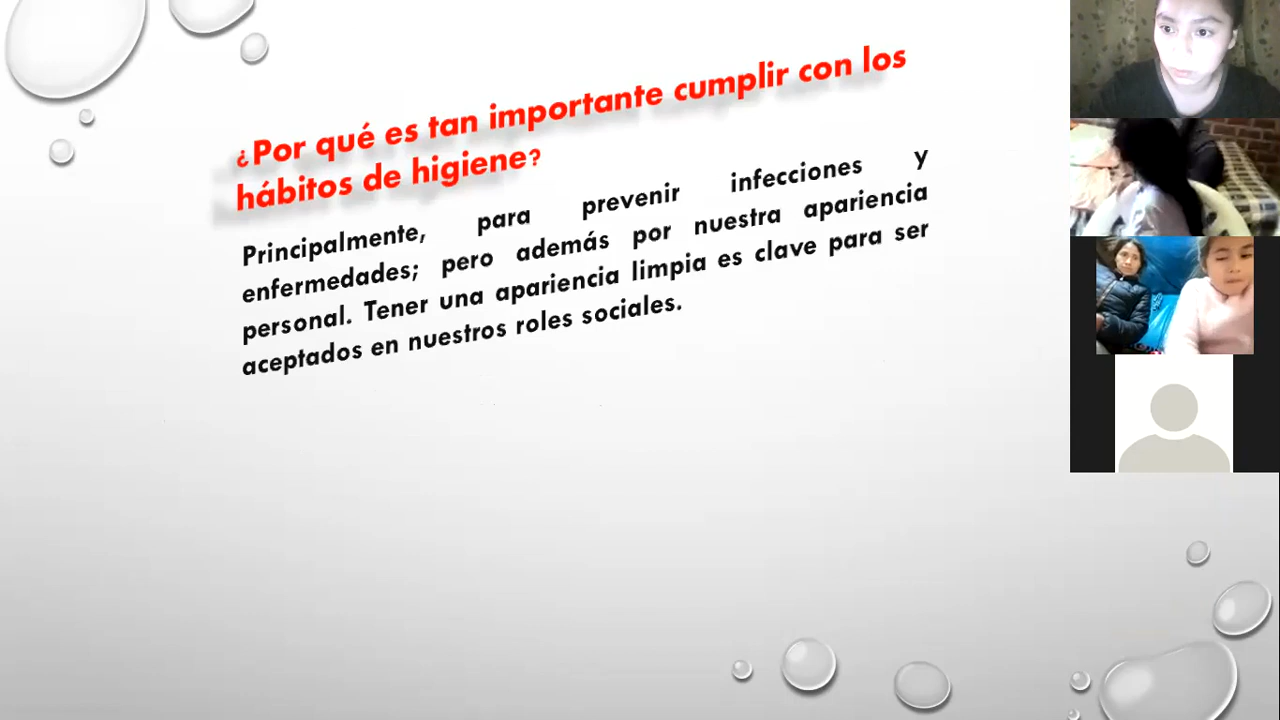 ¿Por qué es tan importante cumplir con los
hábitos de higiene?
Principalmente, para prevenir infecciones y
enfermedades; pero además por nuestra apariencia
personal. Tener una apariencia limpia es clave para ser
aceptados en nuestros roles sociales.